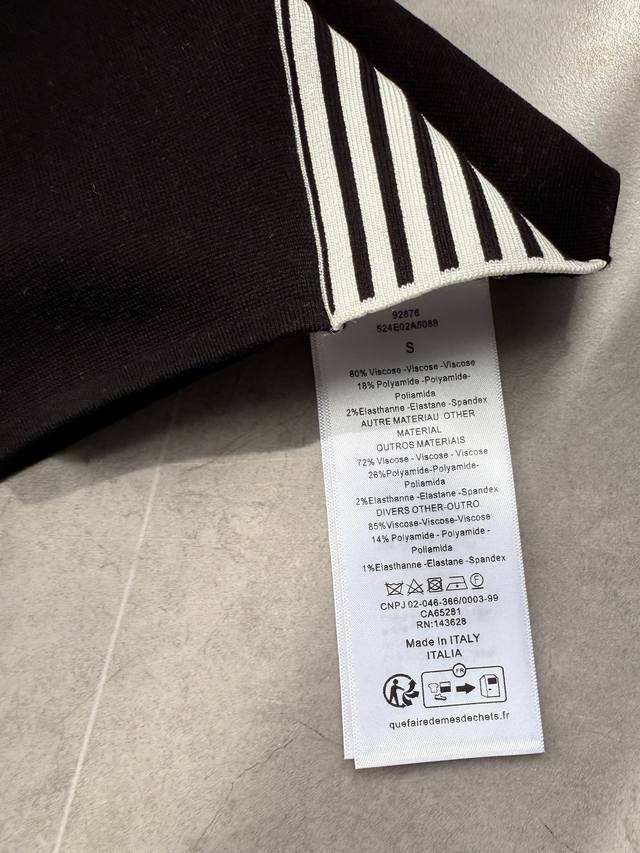 92876
524E02A5088
S
80% Viscose -Viscose -Viscose
18% Polyamide -Polyamide-
Poliamida
2%Elasthanne -Elastane -Spandex
AUTRE MATERIAU OTHER
MATERIAL
OUTROS MATERIAIS
72% Viscose - Viscose - Viscose
26%Polyamide-Polyamide-
Poliamida
2%Elasthanne -Elastane -Spandex
DIVERS OTHER-OUTRO
85%Viscose-Viscose-Viscose
14% Polyamide - Polyamide -
Poliamida
1%Elasthanne -Elastane -Spandex
F
CNPJ 02-046-366/0003-99
CA65281
RN:143628
Made in ITALY
ITALIA
FR
quefairedemesdechets.fr